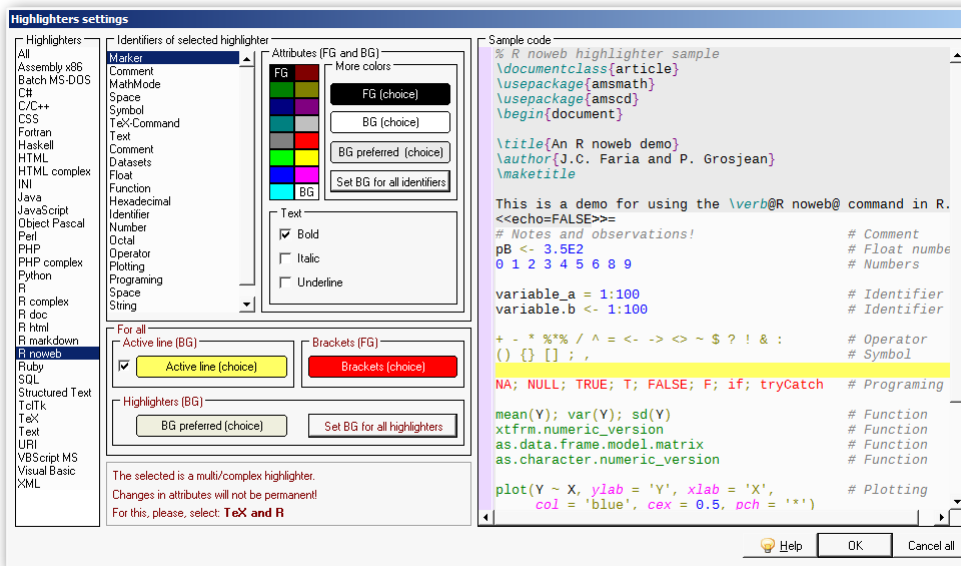 Highlighters settings
Highlighters
All
Assembly x86
Batch MS-DOS
C#
C/C++
CSS
Fortran
Haskell
HTML
HTML complex
INI
Java
JavaScript
Object Pascal
Perl
PHP
PHP complex
Python
R
R complex
R doc
R html
R markdown
R noweb
Ruby
SQL
Structured Text
TclTk
TeX
Text
URI
VBScript MS
Visual Basic
XML
Identifiers of selected highlighter
Marker
Comment
MathMode
Space
Symbol
TeX-Command
Text
Comment
Datasets
Float
Function
Hexadecimal
Identifier
Number
Octal
Operator
Plotting
Programing
Space
String
Attributes (FG and BG)
FG
BG
More colors
FG (choice)
BG (choice)
BG preferred (choice)
Set BG for all identifiers
Text
Bold
Italic
Underline
For all
Active line (BG)
Active line (choice)
Brackets (FG)
Brackets (choice)
Highlighters (BG)
BG preferred (choice)
Set BG for all highlighters
The selected is a multi/complex highlighter.
Changes in attributes will not be permanent!
For this, please, select: TeX and R
Sample code
% R noweb highlighter sample
\documentclass{article}
\usepackage{amsmath}
\usepackage{amscd}
\begin{document}
\title{An R noweb demo}
\author{J.C. Faria and P. Grosjean}
\maketitle
This is a demo for using the \verb@R noweb@ command in R.
<<echo=FALSE>>=
# Notes and observations! # Comment
pB <- 3.5E2 # Float numbe
0 1 2 3 4 5 6 8 9 # Numbers
variable_a = 1:100 # Identifier
variable.b <- 1:100 # Identifier
+ - * %*% / ^ = <- -> <> ~ $ ? ! & : # Operator
() {} [] ; , # Symbol
NA; NULL; TRUE; T; FALSE; F; if; tryCatch # Programing
mean(Y); var(Y); sd(Y) # Function
xtfrm.numeric_version # Function
as.data.frame.model.matrix # Function
as.character.numeric_version # Function
plot(Y ~ X, ylab = 'Y', xlab = 'X', # Plotting
col = 'blue', cex = 0.5, pch = '*')
Help
OK
Cancel all